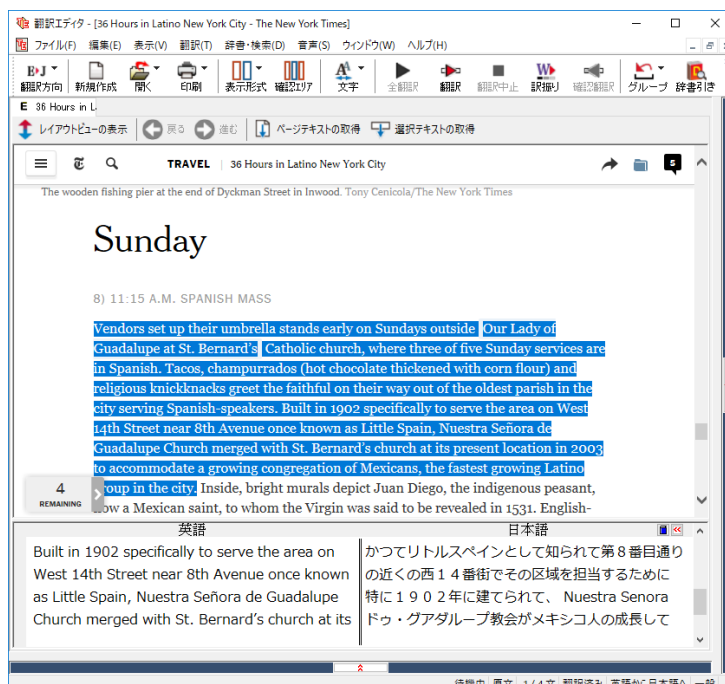 翻訳エディタ - [36 Hours in Latino New York City - The New York Times]
ファイル(F) 編集(E) 表示(V) 翻訳(T) 辞書・検索(D) 音声(S) ウィンドウ(W) ヘルプ(H)
E›J
翻訳方向 新規作成 開く 印刷 表示形式 確認エリア 文字 全翻訳 翻訳 翻訳中止 訳振り 確認翻訳 グループ 辞書引き
E 36 Hours in L
レイアウトビューの表示 戻る 進む ページテキストの取得 選択テキストの取得
TRAVEL 36 Hours in Latino New York City 5
The wooden fishing pier at the end of Dyckman Street in Inwood. Tony Cenicola/The New York Times
Sunday
8) 11:15 A.M. SPANISH MASS
Vendors set up their umbrella stands early on Sundays outside Our Lady of
Guadalupe at St. Bernard's Catholic church, where three of five Sunday services are
in Spanish. Tacos, champurrados (hot chocolate thickened with corn flour) and
religious knickknacks greet the faithful on their way out of the oldest parish in the
city serving Spanish-speakers. Built in 1902 specifically to serve the area on West
14th Street near 8th Avenue once known as Little Spain, Nuestra Señora de
Guadalupe Church merged with St. Bernard's church at its present location in 2003
to accommodate a growing congregation of Mexicans, the fastest growing Latino
group in the city. Inside, bright murals depict Juan Diego, the indigenous peasant,
now a Mexican saint, to whom the Virgin was said to be revealed in 1531. English-
4
REMAINING
英語
Built in 1902 specifically to serve the area on
West 14th Street near 8th Avenue once known
as Little Spain, Nuestra Señora de Guadalupe
Church merged with St. Bernard's church at its
日本語
かつてリトルスペインとして知られて第８番目通り
の近くの西１４番街でその区域を担当するために
特に１９０２年に建てられて、 Nuestra Senora
ドゥ・グアダループ教会がメキシコ人の成長して
待機中 原文 1 / 4 文 翻訳済み 英語から日本語へ 一般